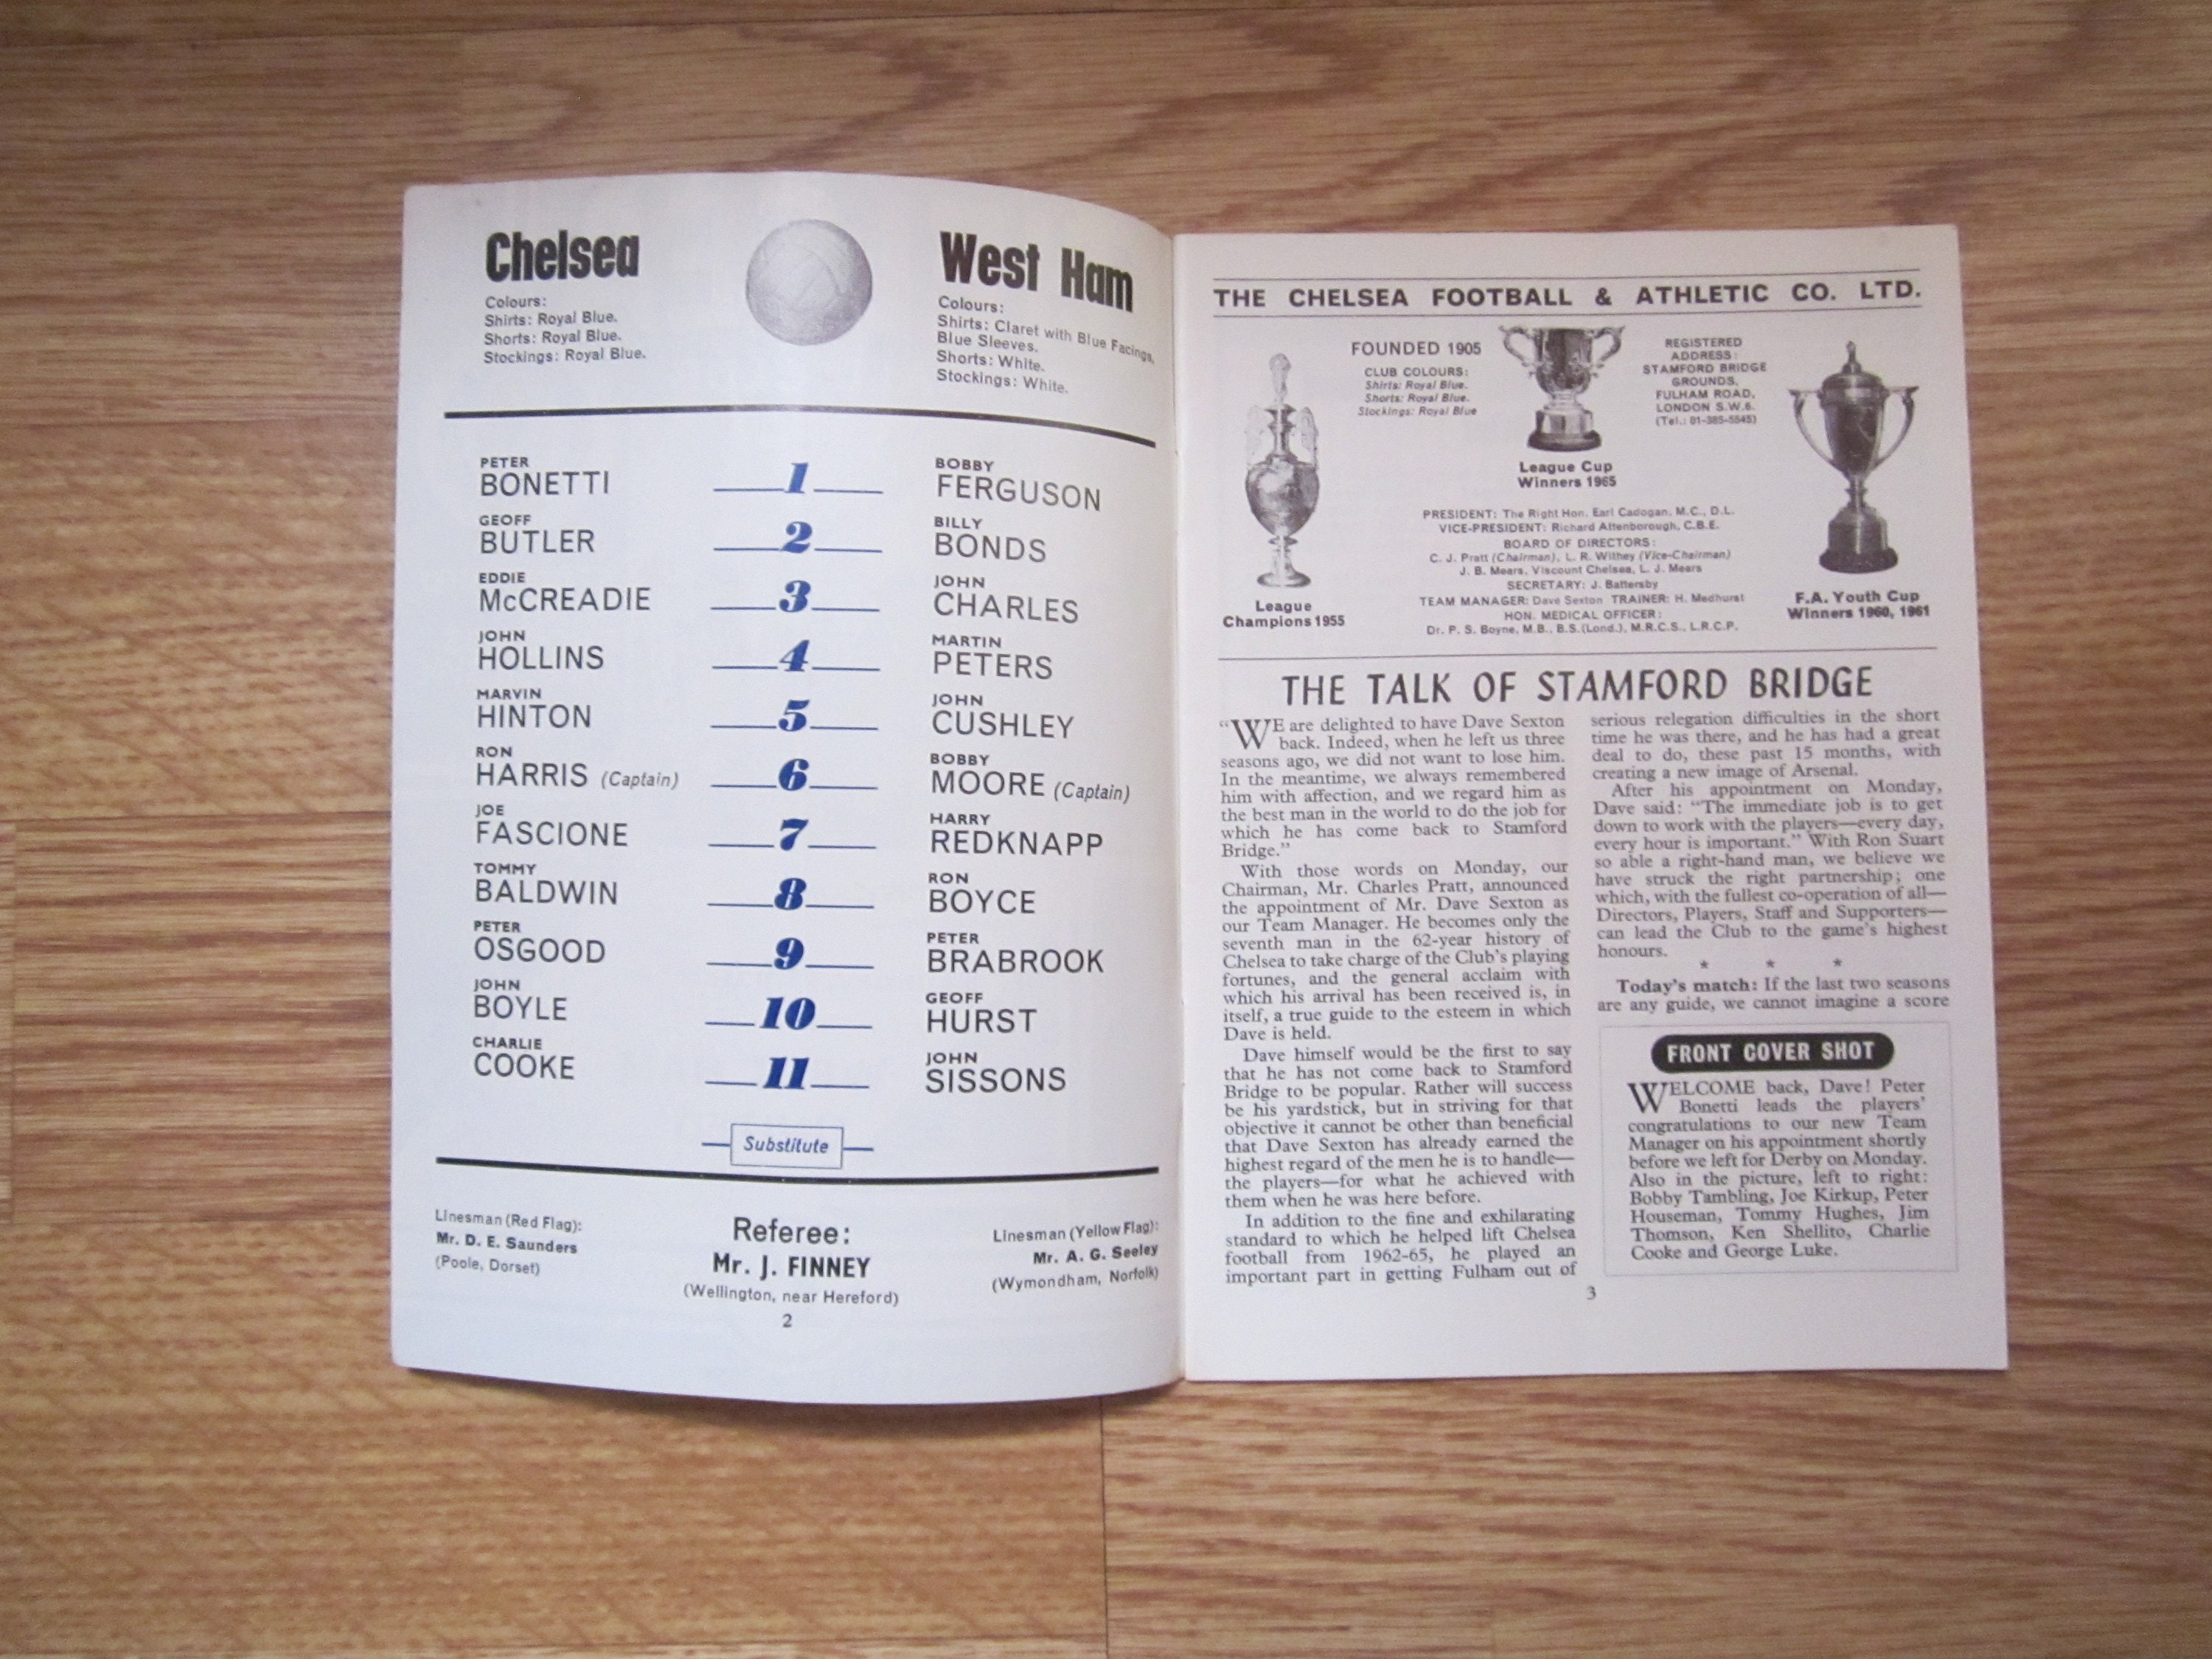 Chelsea
Colours:
Shirts: Royal Blue.
Shorts: Royal Blue.
Stockings: Royal Blue.
West Ham
Colours:
Shirts: Claret with Blue Facings,
Blue Sleeves.
Shorts: White.
Stockings: White.
PETER
BONETTI
1
BOBBY
FERGUSON
GEOFF
BUTLER
2
BILLY
BONDS
EDDIE
McCREADIE
3
JOHN
CHARLES
JOHN
HOLLINS
4
MARTIN
PETERS
MARVIN
HINTON
5
JOHN
CUSHLEY
RON
HARRIS (Captain)
6
BOBBY
MOORE (Captain)
JOE
FASCIONE
7
HARRY
REDKNAPP
TOMMY
BALDWIN
8
RON
BOYCE
PETER
OSGOOD
9
PETER
BRABROOK
JOHN
BOYLE
10
GEOFF
HURST
CHARLIE
COOKE
11
JOHN
SISSONS
Substitute
Linesman (Red Flag):
Mr. D. E. Saunders
(Poole, Dorset)
Referee:
Mr. J. FINNEY
(Wellington, near Hereford)
Linesman (Yellow Flag):
Mr. A. G. Seeley
(Wymondham, Norfolk)
2
THE CHELSEA FOOTBALL & ATHLETIC CO. LTD.
FOUNDED 1905
CLUB COLOURS:
Shirts: Royal Blue.
Shorts: Royal Blue.
Stockings: Royal Blue
REGISTERED
ADDRESS:
STAMFORD BRIDGE
GROUNDS,
FULHAM ROAD,
LONDON S.W.6.
(Tel.: 01-385-5545)
League Cup
Winners 1965
PRESIDENT: The Right Hon. Earl Cadogan, M.C., D.L.
VICE-PRESIDENT: Richard Attenborough, C.B.E.
BOARD OF DIRECTORS:
C. J. Pratt (Chairman), L. R. Withey (Vice-Chairman)
J. B. Mears, Viscount Chelsea, L. J. Mears
SECRETARY: J. Battersby
TEAM MANAGER: Dave Sexton TRAINER: H. Medhurst
HON. MEDICAL OFFICER:
Dr. P. S. Boyne, M.B., B.S.(Lond.), M.R.C.S., L.R.C.P.
League
Champions 1955
F.A. Youth Cup
Winners 1960, 1961
THE TALK OF STAMFORD BRIDGE
"WE are delighted to have Dave Sexton
back. Indeed, when he left us three
seasons ago, we did not want to lose him.
In the meantime, we always remembered
him with affection, and we regard him as
the best man in the world to do the job for
which he has come back to Stamford
Bridge."
With those words on Monday, our
Chairman, Mr. Charles Pratt, announced
the appointment of Mr. Dave Sexton as
our Team Manager. He becomes only the
seventh man in the 62-year history of
Chelsea to take charge of the Club's playing
fortunes, and the general acclaim with
which his arrival has been received is, in
itself, a true guide to the esteem in which
Dave is held.
Dave himself would be the first to say
that he has not come back to Stamford
Bridge to be popular. Rather will success
be his yardstick, but in striving for that
objective it cannot be other than beneficial
that Dave Sexton has already earned the
highest regard of the men he is to handle—
the players—for what he achieved with
them when he was here before.
In addition to the fine and exhilarating
standard to which he helped lift Chelsea
football from 1962-65, he played an
important part in getting Fulham out of
serious relegation difficulties in the short
time he was there, and he has had a great
deal to do, these past 15 months, with
creating a new image of Arsenal.
After his appointment on Monday,
Dave said: "The immediate job is to get
down to work with the players—every day,
every hour is important." With Ron Suart
so able a right-hand man, we believe we
have struck the right partnership; one
which, with the fullest co-operation of all—
Directors, Players, Staff and Supporters—
can lead the Club to the game's highest
honours.
* * *
Today's match: If the last two seasons
are any guide, we cannot imagine a score
FRONT COVER SHOT
WELCOME back, Dave! Peter
Bonetti leads the players'
congratulations to our new Team
Manager on his appointment shortly
before we left for Derby on Monday.
Also in the picture, left to right:
Bobby Tambling, Joe Kirkup, Peter
Houseman, Tommy Hughes, Jim
Thomson, Ken Shellito, Charlie
Cooke and George Luke.
3